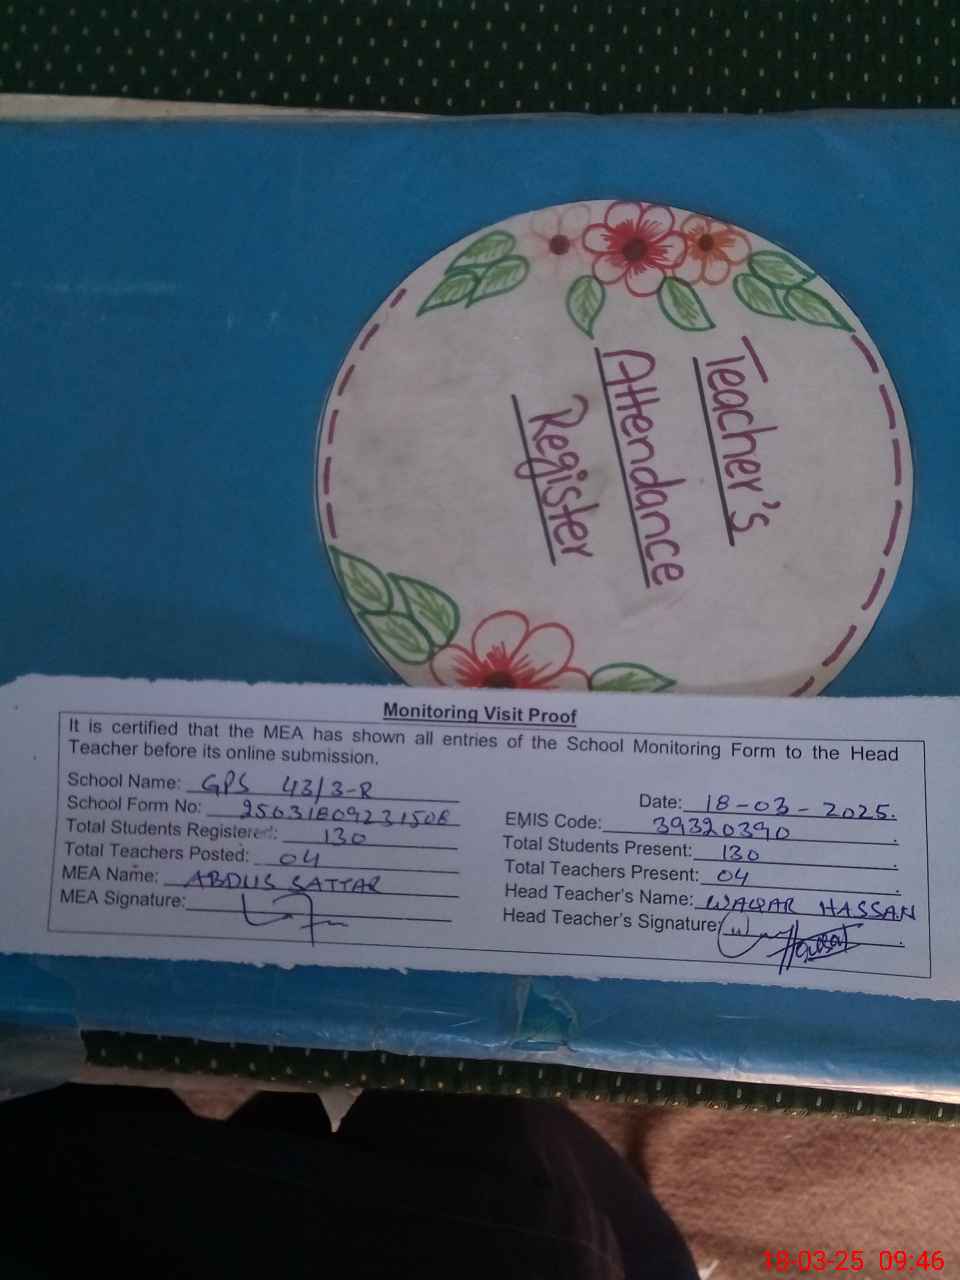 Teacher's
Attendance
Register
Monitoring Visit Proof
It is certified that the MEA has shown all entries of the School Monitoring Form to the Head
Teacher before its online submission.
School Name: GPS 43/3-R
Date: 18-03-2025.
School Form No: 25031809231508
EMIS Code: 39320390
Total Students Registered: 130
Total Students Present: 130
Total Teachers Posted: 04
Total Teachers Present: 04
MEA Name: ABDUS SATTAR
Head Teacher's Name: WAQAR HASSAN
MEA Signature:
Head Teacher's Signature:
18-03-25 09:46